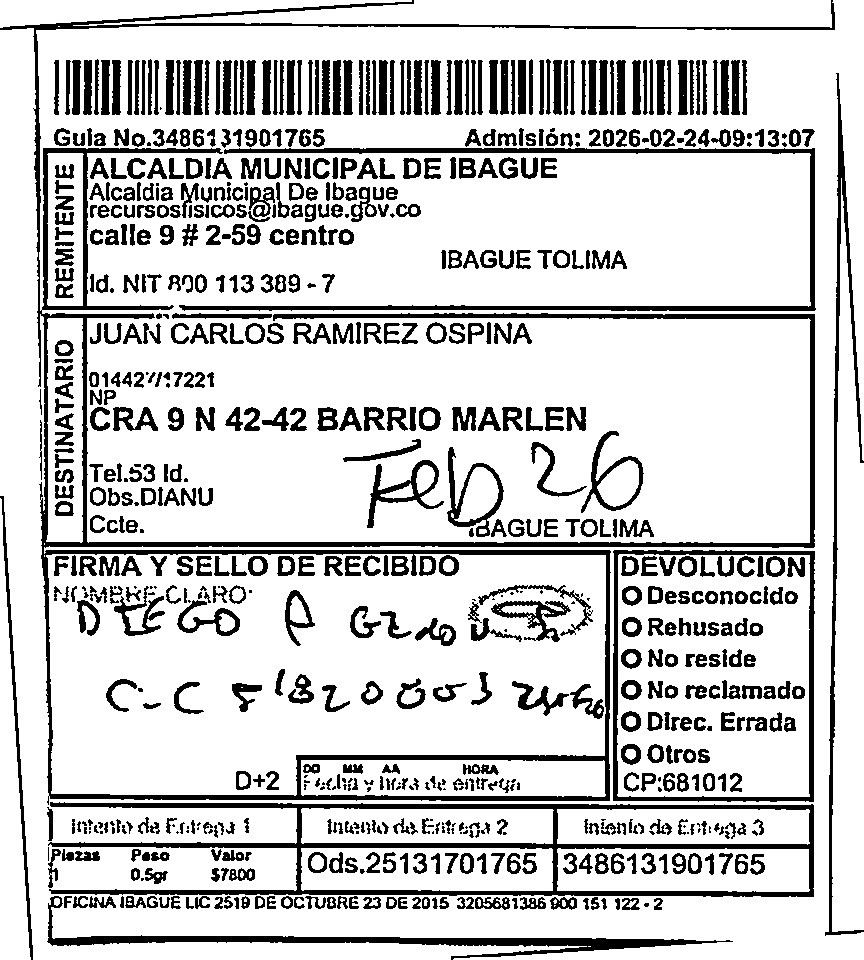 Guia No.3486131901765 Admisión: 2026-02-24-09:13:07
REMITENTE
ALCALDIA MUNICIPAL DE IBAGUE
Alcaldia Municipal De Ibague
recursosfisicos@ibague.gov.co
calle 9 # 2-59 centro
IBAGUE TOLIMA
Id. NIT 800 113 389 - 7
DESTINATARIO
JUAN CARLOS RAMIREZ OSPINA
NP
CRA 9 N 42-42 BARRIO MARLEN
Tel.53 Id.
Obs.DIANU
Ccte.
Feb 26
IBAGUE TOLIMA
FIRMA Y SELLO DE RECIBIDO
NOMBRE CLARO:
DIEGO A
C-C
D+2
DD MM AA HORA
Fecha y hora de entrega
DEVOLUCION
Desconocido
Rehusado
No reside
No reclamado
Direc. Errada
Otros
CP:681012
Intento de Entrega 1 Intento de Entrega 2 Intento de Entrega 3
Piezas Peso Valor
1 0.5gr $7800
Ods.25131701765 3486131901765
OFICINA IBAGUE LIC 2519 DE OCTUBRE 23 DE 2015 3205681386 900 151 122 - 2